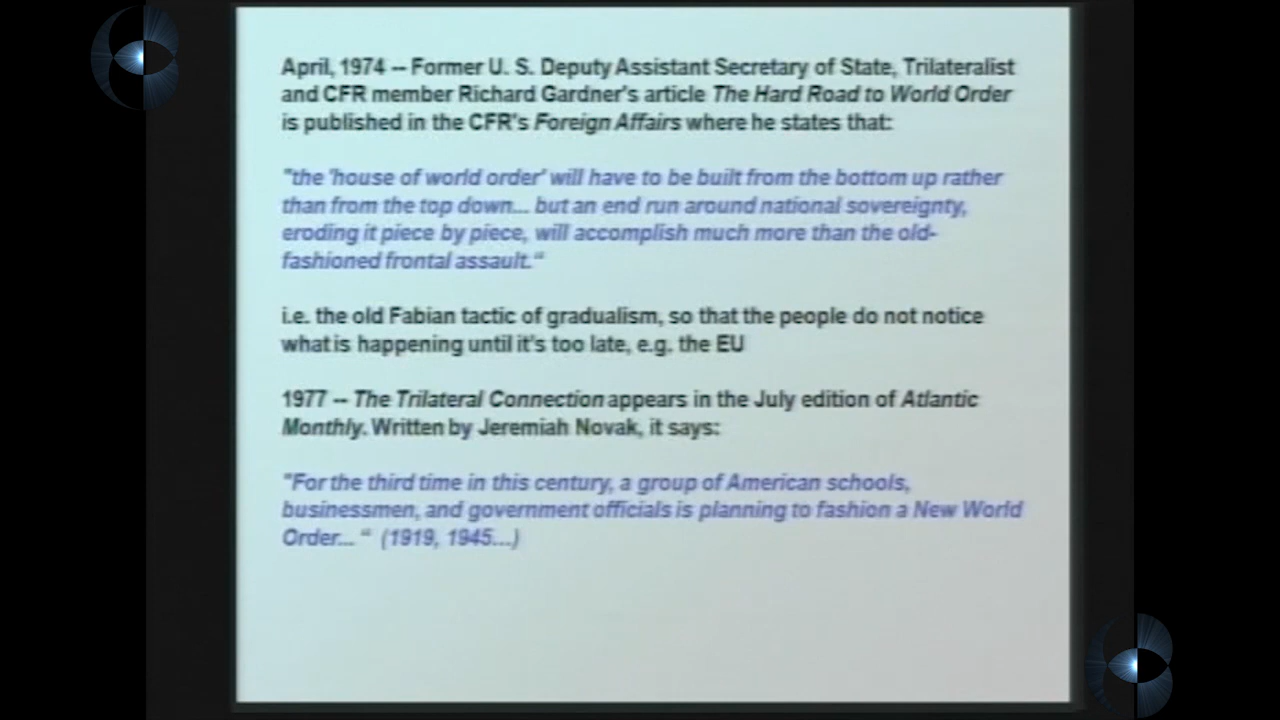 April, 1974 -- Former U. S. Deputy Assistant Secretary of State, Trilateralist
and CFR member Richard Gardner's article The Hard Road to World Order
is published in the CFR's Foreign Affairs where he states that:
"the 'house of world order' will have to be built from the bottom up rather
than from the top down... but an end run around national sovereignty,
eroding it piece by piece, will accomplish much more than the old-
fashioned frontal assault."
i.e. the old Fabian tactic of gradualism, so that the people do not notice
what is happening until it's too late, e.g. the EU
1977 -- The Trilateral Connection appears in the July edition of Atlantic
Monthly. Written by Jeremiah Novak, it says:
"For the third time in this century, a group of American schools,
businessmen, and government officials is planning to fashion a New World
Order... " (1919, 1945...)